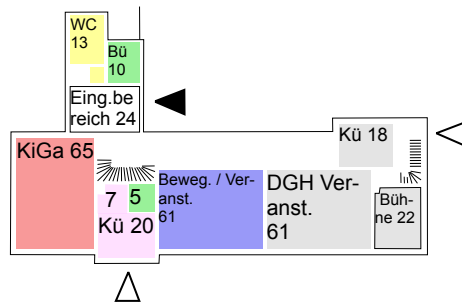 WC
13
Bü
10
Eing.be
reich 24
KiGa 65
Kü 18
7
5
Kü 20
Beweg. / Ver-
anst.
61
DGH Ver-
anst.
61
Büh-
ne 22